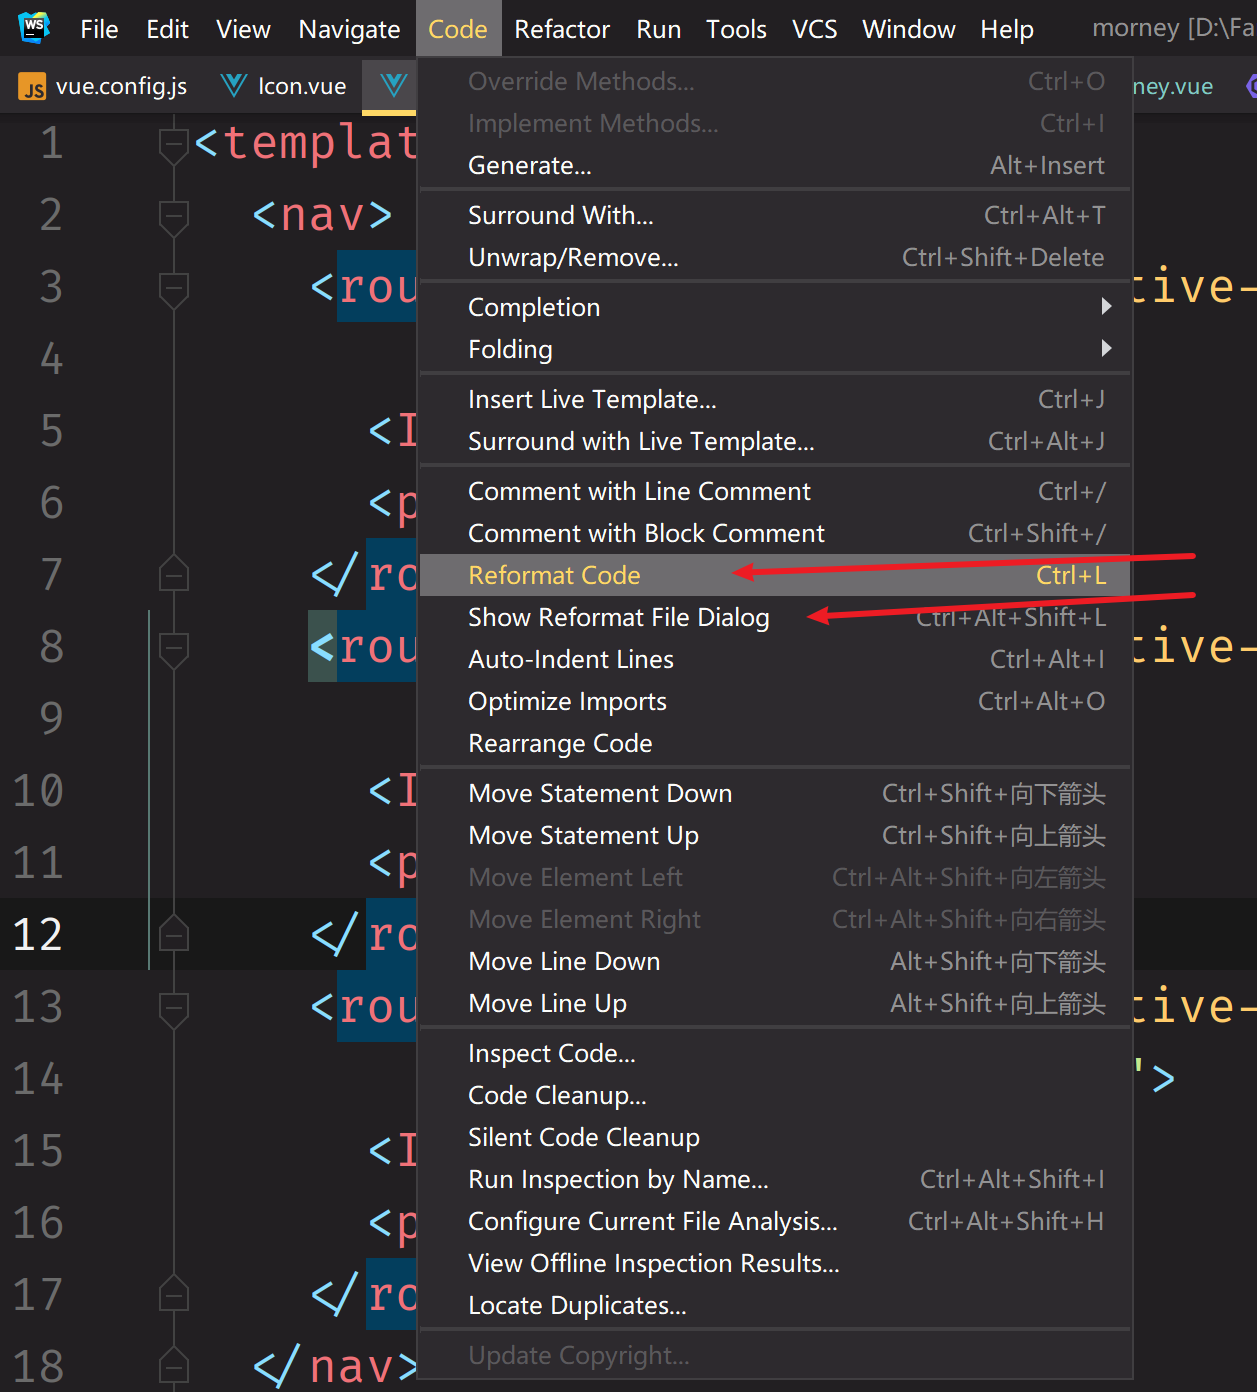 WS File Edit View Navigate Code Refactor Run Tools VCS Window Help morney [D:\Fa
JS vue.config.js Icon.vue ney.vue
Override Methods... Ctrl+O
Implement Methods... Ctrl+I
Generate... Alt+Insert
Surround With... Ctrl+Alt+T
Unwrap/Remove... Ctrl+Shift+Delete
Completion
Folding
Insert Live Template... Ctrl+J
Surround with Live Template... Ctrl+Alt+J
Comment with Line Comment Ctrl+/
Comment with Block Comment Ctrl+Shift+/
Reformat Code Ctrl+L
Show Reformat File Dialog Ctrl+Alt+Shift+L
Auto-Indent Lines Ctrl+Alt+I
Optimize Imports Ctrl+Alt+O
Rearrange Code
Move Statement Down Ctrl+Shift+向下箭头
Move Statement Up Ctrl+Shift+向上箭头
Move Element Left Ctrl+Alt+Shift+向左箭头
Move Element Right Ctrl+Alt+Shift+向右箭头
Move Line Down Alt+Shift+向下箭头
Move Line Up Alt+Shift+向上箭头
Inspect Code...
Code Cleanup...
Silent Code Cleanup
Run Inspection by Name... Ctrl+Alt+Shift+I
Configure Current File Analysis... Ctrl+Alt+Shift+H
View Offline Inspection Results...
Locate Duplicates...
Update Copyright...
1 <templat
2 <nav>
3 <rou tive-
4
5 <I
6 <p
7 </ro
8 <rou tive-
9
10 <I
11 <p
12 </ro
13 <rou tive-
14 '>
15 <I
16 <p
17 </ro
18 </nav>